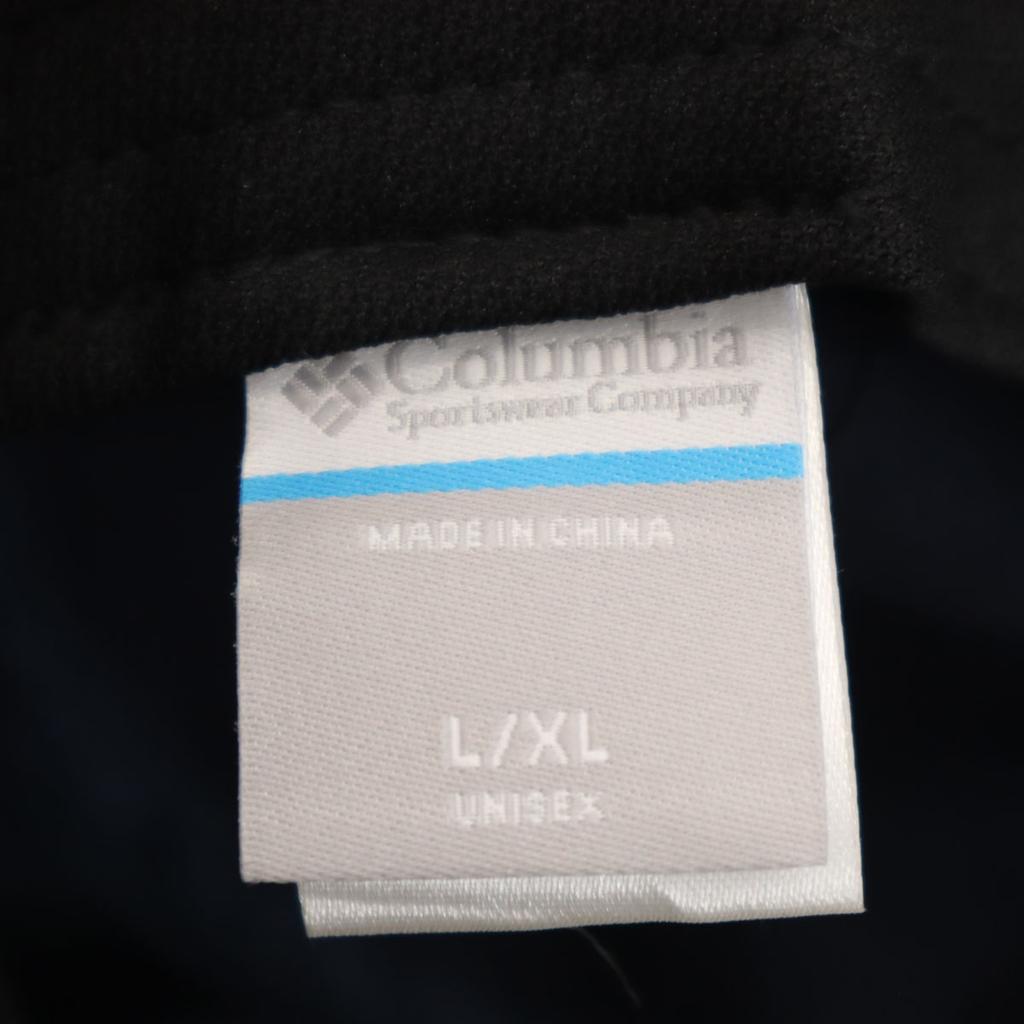 Columbia
Sportswear Company
MADE IN CHINA
L/XL
UNISEX